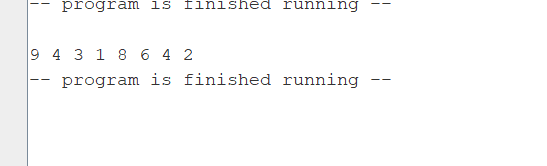 -- program is finished running --
9 4 3 1 8 6 4 2
-- program is finished running --